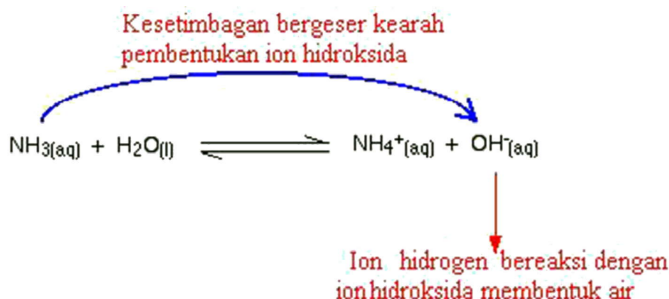 Kesetimbagan bergeser kearah
pembentukan ion hidroksida
NH₃(aq) + H₂O(l) ⇌ NH₄⁺(aq) + OH⁻(aq)
Ion hidrogen bereaksi dengan
ion hidroksida membentuk air